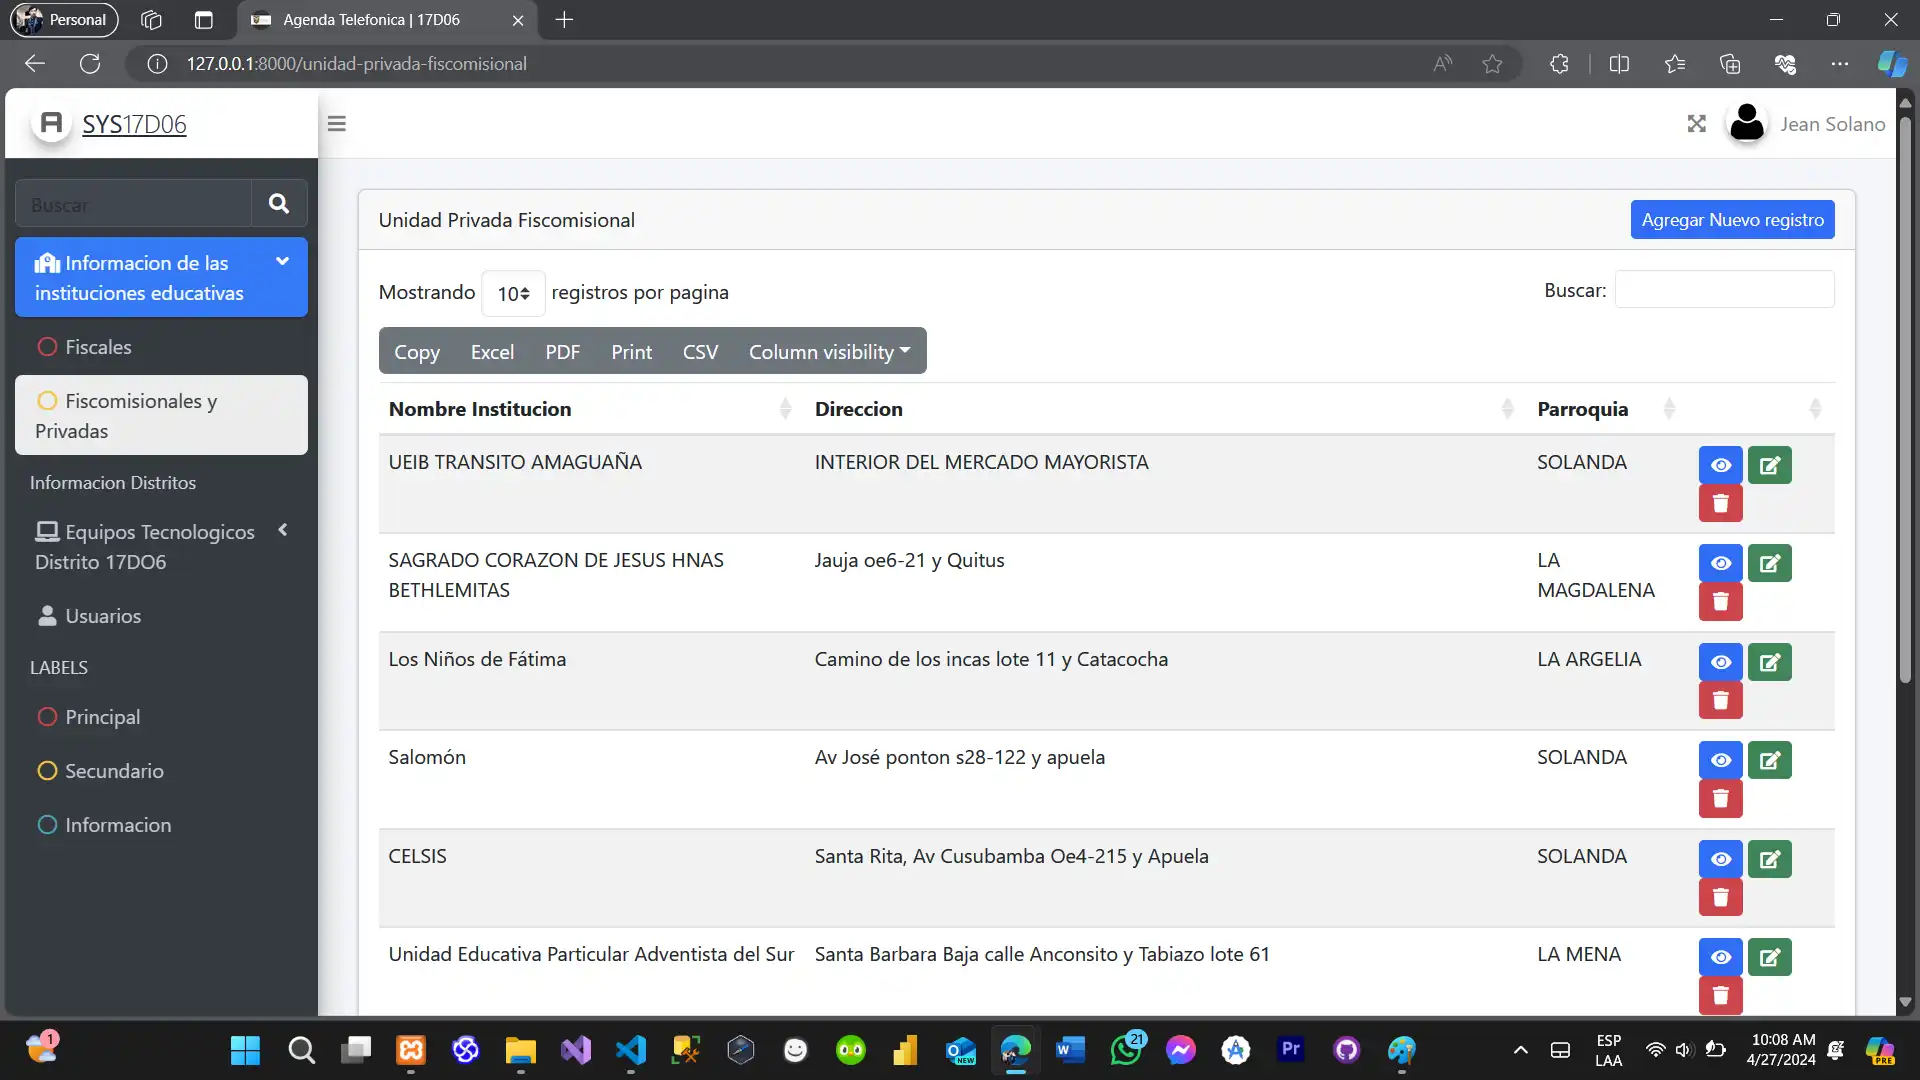 Personal
Agenda Telefonica | 17D06
127.0.0.1:8000/unidad-privada-fiscomisional
SYS17D06
Jean Solano
Buscar
Informacion de las
instituciones educativas
Fiscales
Fiscomisionales y
Privadas
Informacion Distritos
Equipos Tecnologicos
Distrito 17DO6
Usuarios
LABELS
Principal
Secundario
Informacion
Unidad Privada Fiscomisional
Agregar Nuevo registro
Mostrando 10 registros por pagina
Buscar:
Copy Excel PDF Print CSV Column visibility
Nombre Institucion Direccion Parroquia
UEIB TRANSITO AMAGUAÑA INTERIOR DEL MERCADO MAYORISTA SOLANDA
SAGRADO CORAZON DE JESUS HNAS Jauja oe6-21 y Quitus LA
BETHLEMITAS MAGDALENA
Los Niños de Fátima Camino de los incas lote 11 y Catacocha LA ARGELIA
Salomón Av José ponton s28-122 y apuela SOLANDA
CELSIS Santa Rita, Av Cusubamba Oe4-215 y Apuela SOLANDA
Unidad Educativa Particular Adventista del Sur Santa Barbara Baja calle Anconsito y Tabiazo lote 61 LA MENA
1
NEW
21
Pr
ESP
LAA
10:08 AM
4/27/2024
PRE